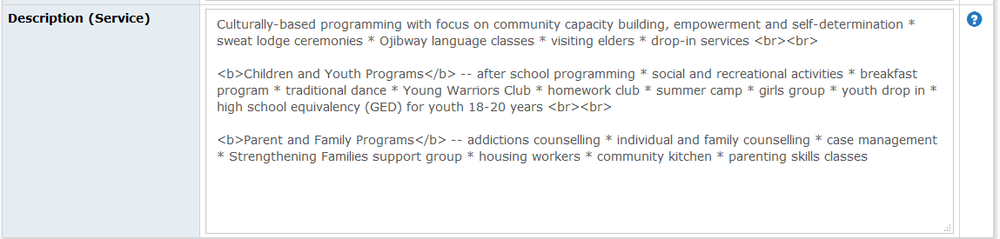 Description (Service)
Culturally-based programming with focus on community capacity building, empowerment and self-determination *
sweat lodge ceremonies * Ojibway language classes * visiting elders * drop-in services <br><br>
<b>Children and Youth Programs</b> -- after school programming * social and recreational activities * breakfast
program * traditional dance * Young Warriors Club * homework club * summer camp * girls group * youth drop in *
high school equivalency (GED) for youth 18-20 years <br><br>
<b>Parent and Family Programs</b> -- addictions counselling * individual and family counselling * case management
* Strengthening Families support group * housing workers * community kitchen * parenting skills classes
?